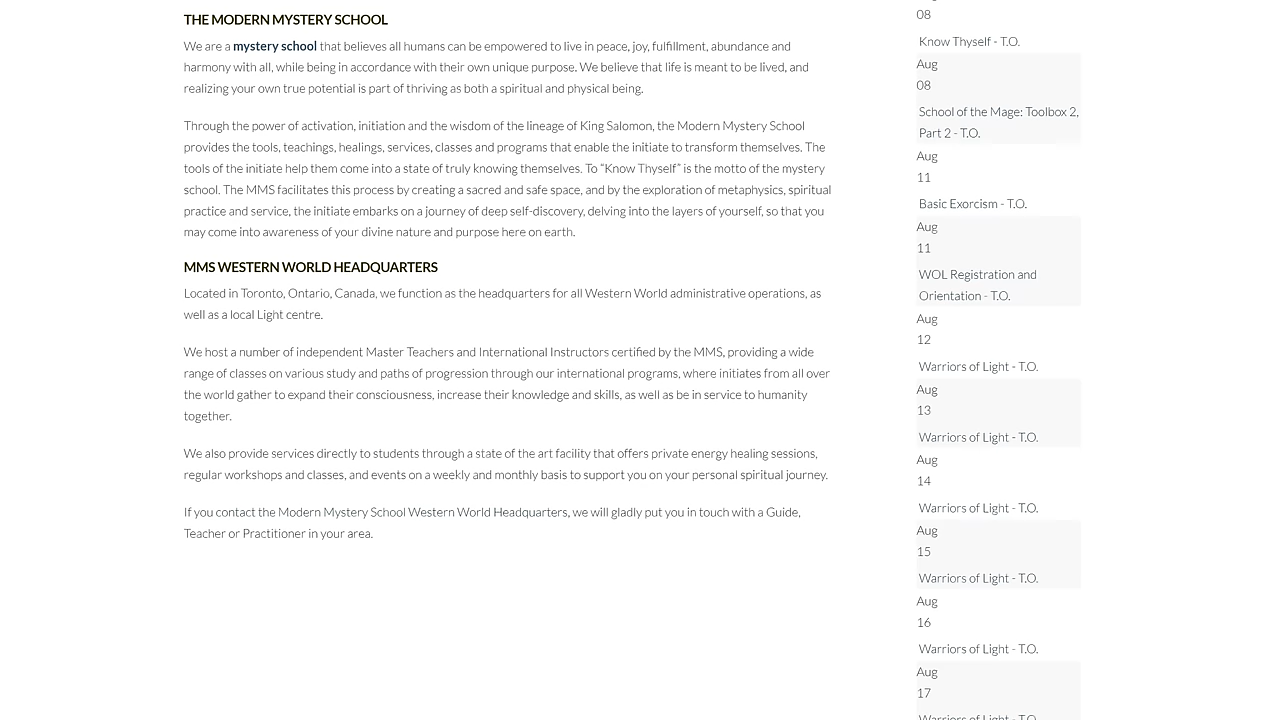 THE MODERN MYSTERY SCHOOL
We are a mystery school that believes all humans can be empowered to live in peace, joy, fulfillment, abundance and
harmony with all, while being in accordance with their own unique purpose. We believe that life is meant to be lived, and
realizing your own true potential is part of thriving as both a spiritual and physical being.
Through the power of activation, initiation and the wisdom of the lineage of King Salomon, the Modern Mystery School
provides the tools, teachings, healings, services, classes and programs that enable the initiate to transform themselves. The
tools of the initiate help them come into a state of truly knowing themselves. To “Know Thyself” is the motto of the mystery
school. The MMS facilitates this process by creating a sacred and safe space, and by the exploration of metaphysics, spiritual
practice and service, the initiate embarks on a journey of deep self-discovery, delving into the layers of yourself, so that you
may come into awareness of your divine nature and purpose here on earth.
MMS WESTERN WORLD HEADQUARTERS
Located in Toronto, Ontario, Canada, we function as the headquarters for all Western World administrative operations, as
well as a local Light centre.
We host a number of independent Master Teachers and International Instructors certified by the MMS, providing a wide
range of classes on various study and paths of progression through our international programs, where initiates from all over
the world gather to expand their consciousness, increase their knowledge and skills, as well as be in service to humanity
together.
We also provide services directly to students through a state of the art facility that offers private energy healing sessions,
regular workshops and classes, and events on a weekly and monthly basis to support you on your personal spiritual journey.
If you contact the Modern Mystery School Western World Headquarters, we will gladly put you in touch with a Guide,
Teacher or Practitioner in your area.
08
Know Thyself - T.O.
Aug
08
School of the Mage: Toolbox 2,
Part 2 - T.O.
Aug
11
Basic Exorcism - T.O.
Aug
11
WOL Registration and
Orientation - T.O.
Aug
12
Warriors of Light - T.O.
Aug
13
Warriors of Light - T.O.
Aug
14
Warriors of Light - T.O.
Aug
15
Warriors of Light - T.O.
Aug
16
Warriors of Light - T.O.
Aug
17
Warriors of Light - T.O.